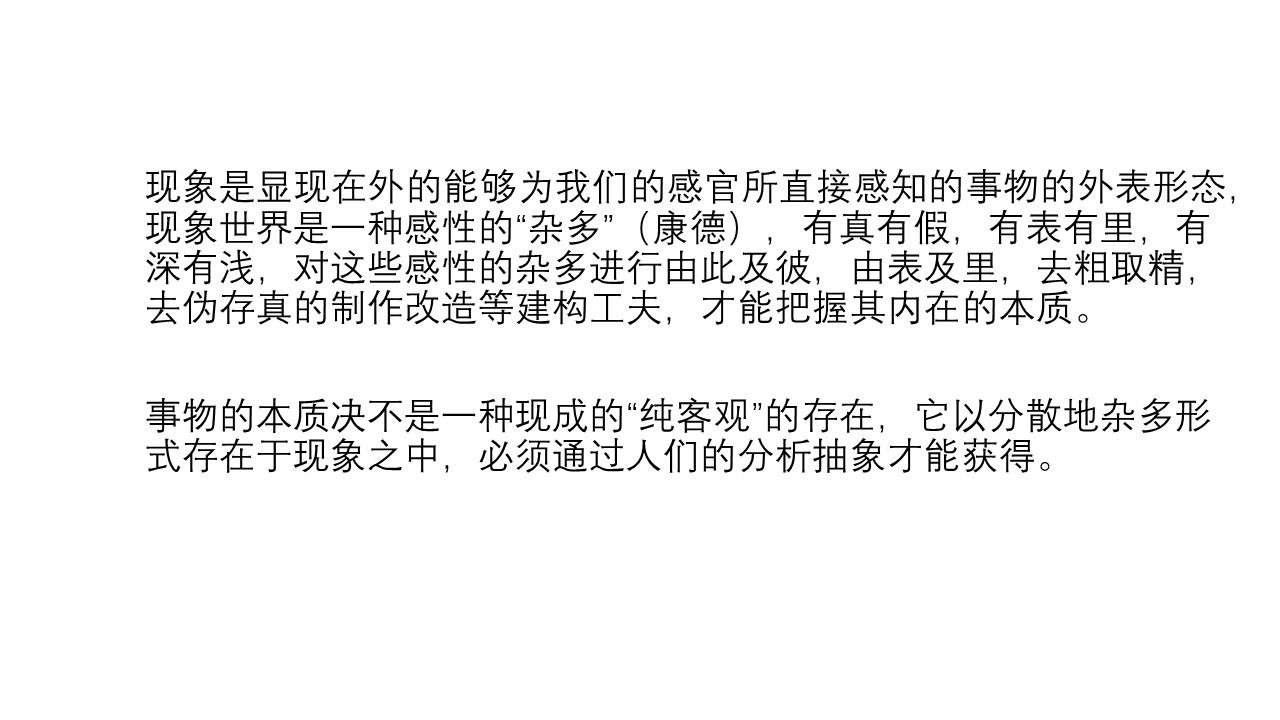 现象是显现在外的能够为我们的感官所直接感知的事物的外表形态，
现象世界是一种感性的“杂多”（康德），有真有假，有表有里，有
深有浅，对这些感性的杂多进行由此及彼，由表及里，去粗取精，
去伪存真的制作改造等建构工夫，才能把握其内在的本质。
事物的本质决不是一种现成的“纯客观”的存在，它以分散地杂多形
式存在于现象之中，必须通过人们的分析抽象才能获得。